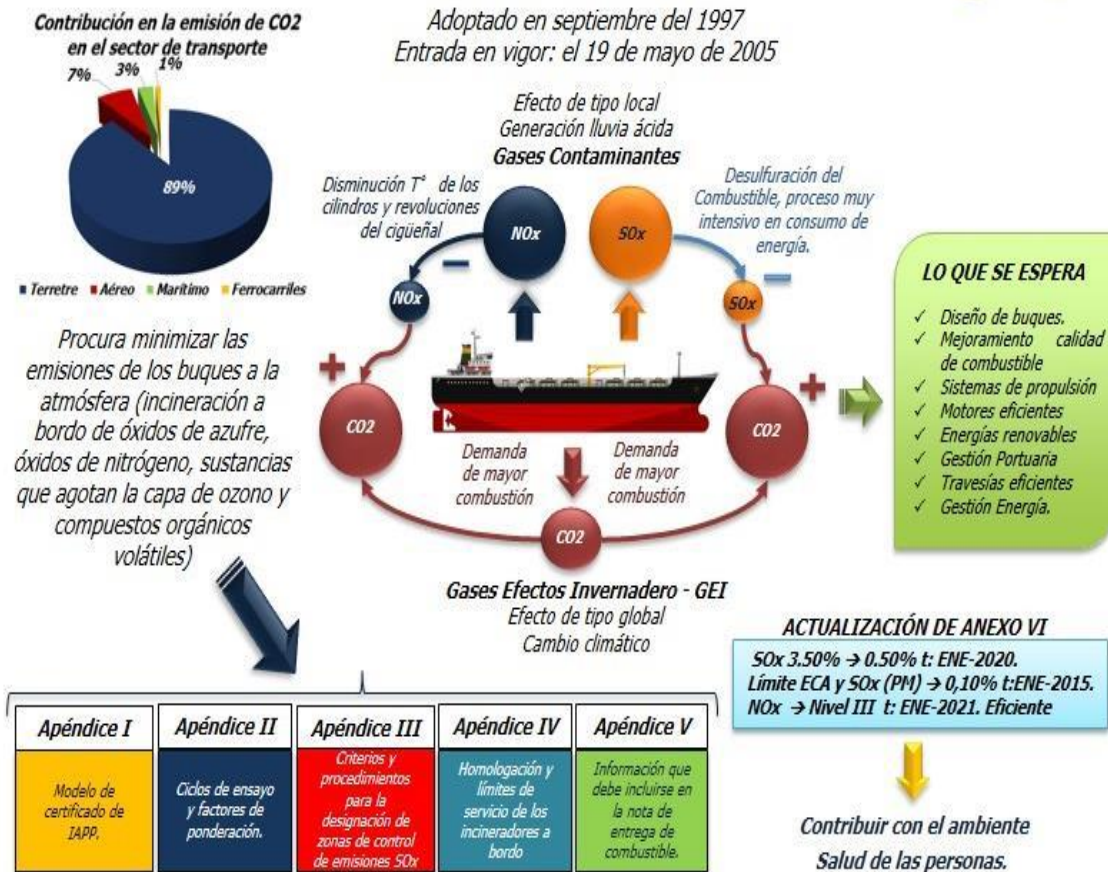 Contribución en la emisión de CO2
en el sector de transporte
7%
3%
1%
89%
Terretre
Aéreo
Marítimo
Ferrocarriles
Adoptado en septiembre del 1997
Entrada en vigor: el 19 de mayo de 2005
Efecto de tipo local
Generación lluvia ácida
Gases Contaminantes
Disminución T° de los
cilindros y revoluciones
del cigüeñal
NOx
SOx
Desulfuración del
Combustible, proceso muy
intensivo en consumo de
energía.
NOx
SOx
CO2
CO2
Demanda
de mayor
combustión
Demanda
de mayor
combustión
CO2
Gases Efectos Invernadero - GEI
Efecto de tipo global
Cambio climático
LO QUE SE ESPERA
✓ Diseño de buques.
✓ Mejoramiento calidad
de combustible
✓ Sistemas de propulsión
✓ Motores eficientes
✓ Energías renovables
✓ Gestión Portuaria
✓ Travesías eficientes
✓ Gestión Energía.
Procura minimizar las
emisiones de los buques a la
atmósfera (incineración a
bordo de óxidos de azufre,
óxidos de nitrógeno, sustancias
que agotan la capa de ozono y
compuestos orgánicos
volátiles)
ACTUALIZACIÓN DE ANEXO VI
SOx 3.50% → 0.50% t: ENE-2020.
Límite ECA y SOx (PM) → 0,10% t:ENE-2015.
NOx → Nivel III t: ENE-2021. Eficiente
Contribuir con el ambiente
Salud de las personas.
Apéndice I
Modelo de
certificado de
IAPP.
Apéndice II
Ciclos de ensayo
y factores de
ponderación.
Apéndice III
Criterios y
procedimientos
para la
designación de
zonas de control
de emisiones SOx
Apéndice IV
Homologación y
límites de
servicio de los
incineradores a
bordo
Apéndice V
Información que
debe incluirse en
la nota de
entrega de
combustible.